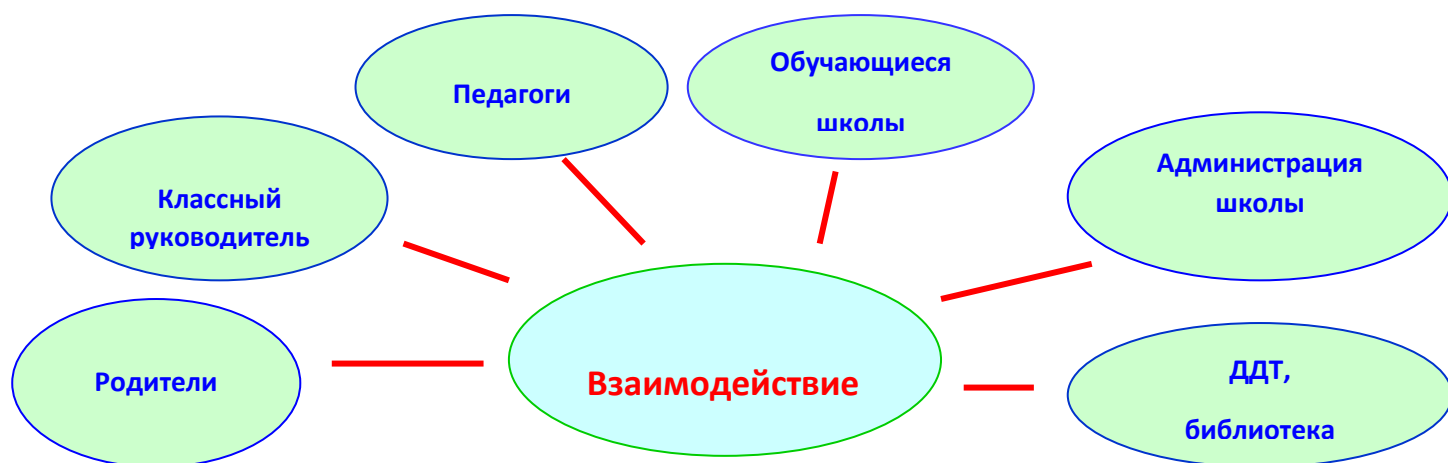 Педагоги
Обучающиеся
школы
Администрация
школы
Классный
руководитель
Родители
Взаимодействие
ДДТ,
библиотека